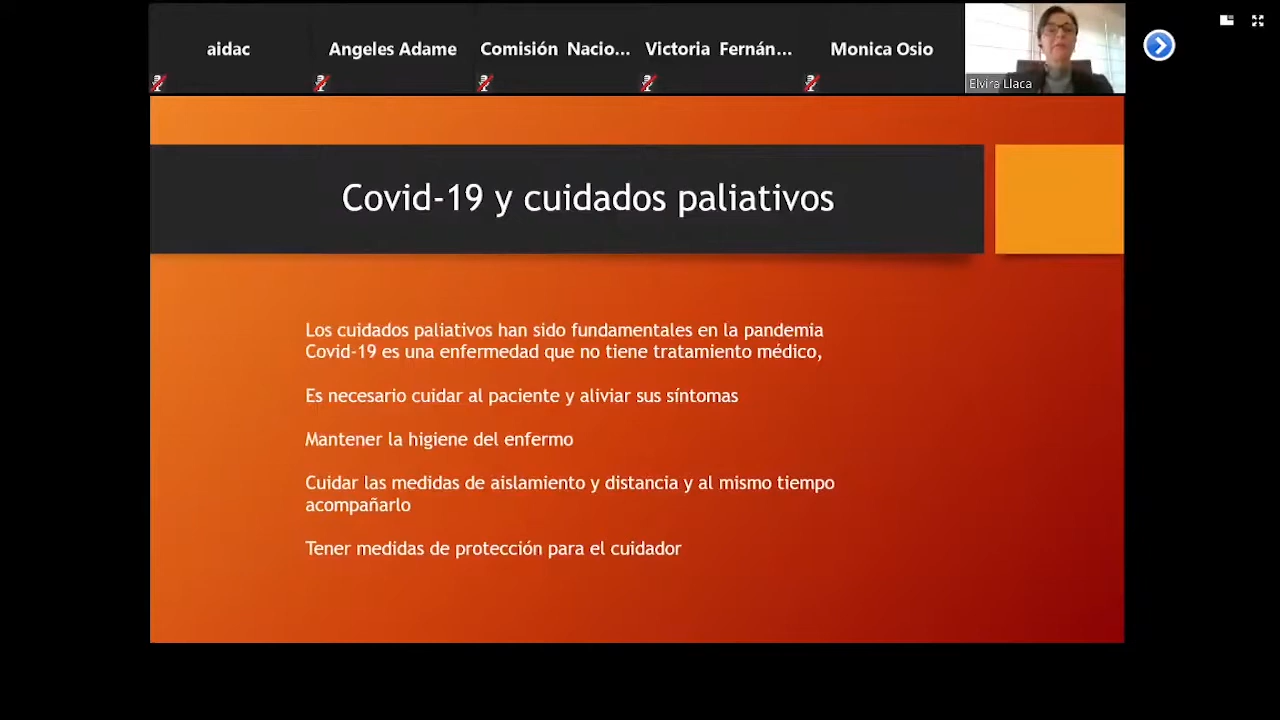 aidac
Angeles Adame
Comisión Nacio...
Victoria Fernán...
Monica Osio
Elvira Llaca
Covid-19 y cuidados paliativos
Los cuidados paliativos han sido fundamentales en la pandemia
Covid-19 es una enfermedad que no tiene tratamiento médico,
Es necesario cuidar al paciente y aliviar sus síntomas
Mantener la higiene del enfermo
Cuidar las medidas de aislamiento y distancia y al mismo tiempo
acompañarlo
Tener medidas de protección para el cuidador